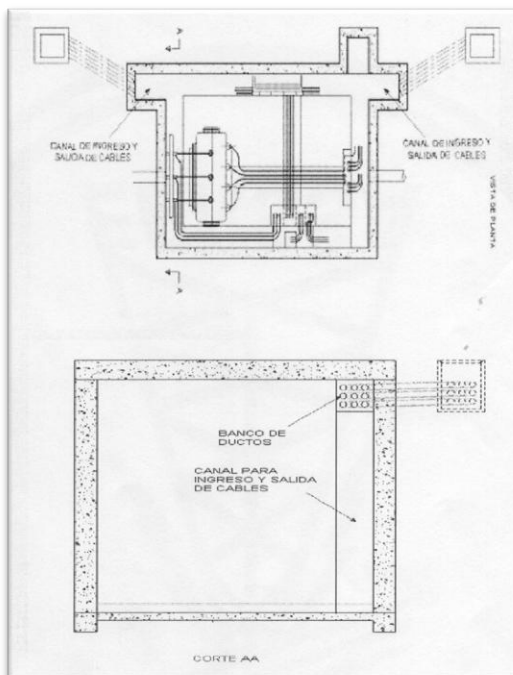 A
CANAL DE INGRESO Y
SALIDA DE CABLES
CANAL DE INGRESO Y
SALIDA DE CABLES
VISTA DE PLANTA
A
BANCO DE
DUCTOS
CANAL PARA
INGRESO Y SALIDA
DE CABLES
CORTE AA